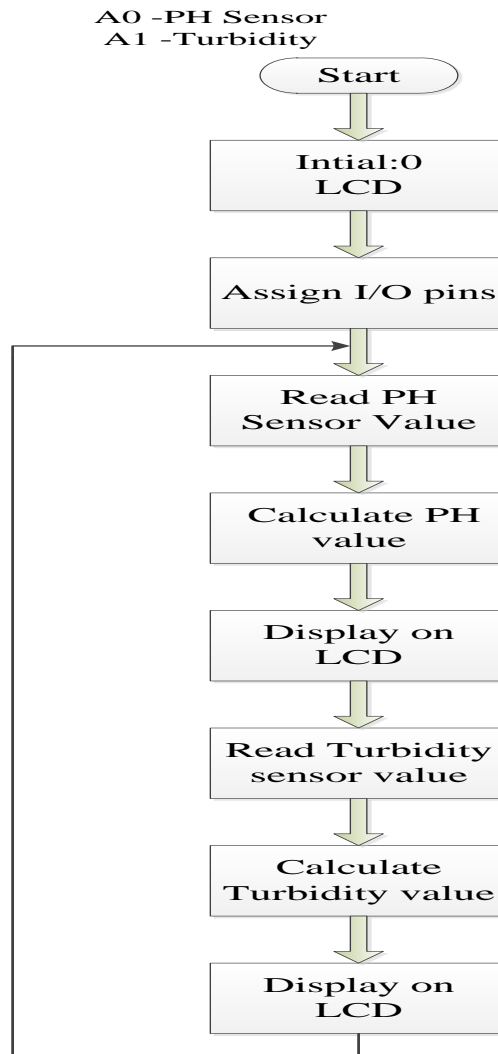 A0 -PH Sensor
A1 -Turbidity
Start
Intial:0
LCD
Assign I/O pins
Read PH
Sensor Value
Calculate PH
value
Display on
LCD
Read Turbidity
sensor value
Calculate
Turbidity value
Display on
LCD